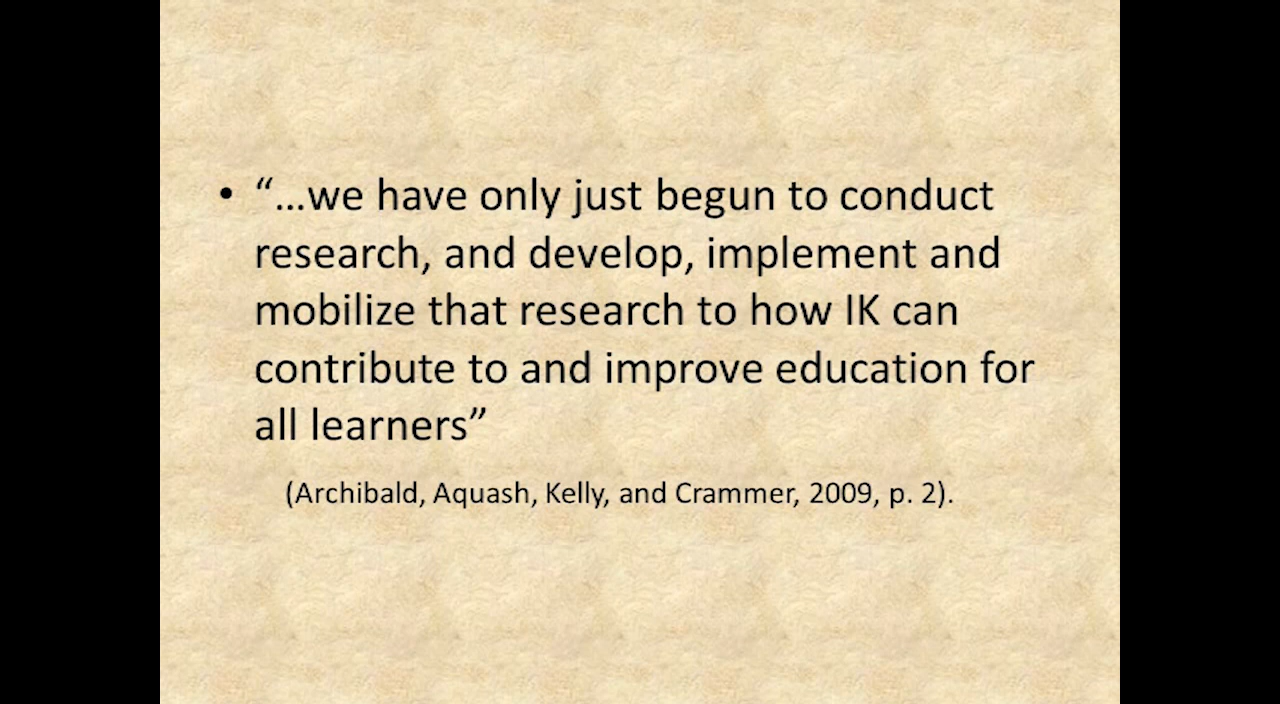 • “…we have only just begun to conduct
research, and develop, implement and
mobilize that research to how IK can
contribute to and improve education for
all learners”
(Archibald, Aquash, Kelly, and Crammer, 2009, p. 2).